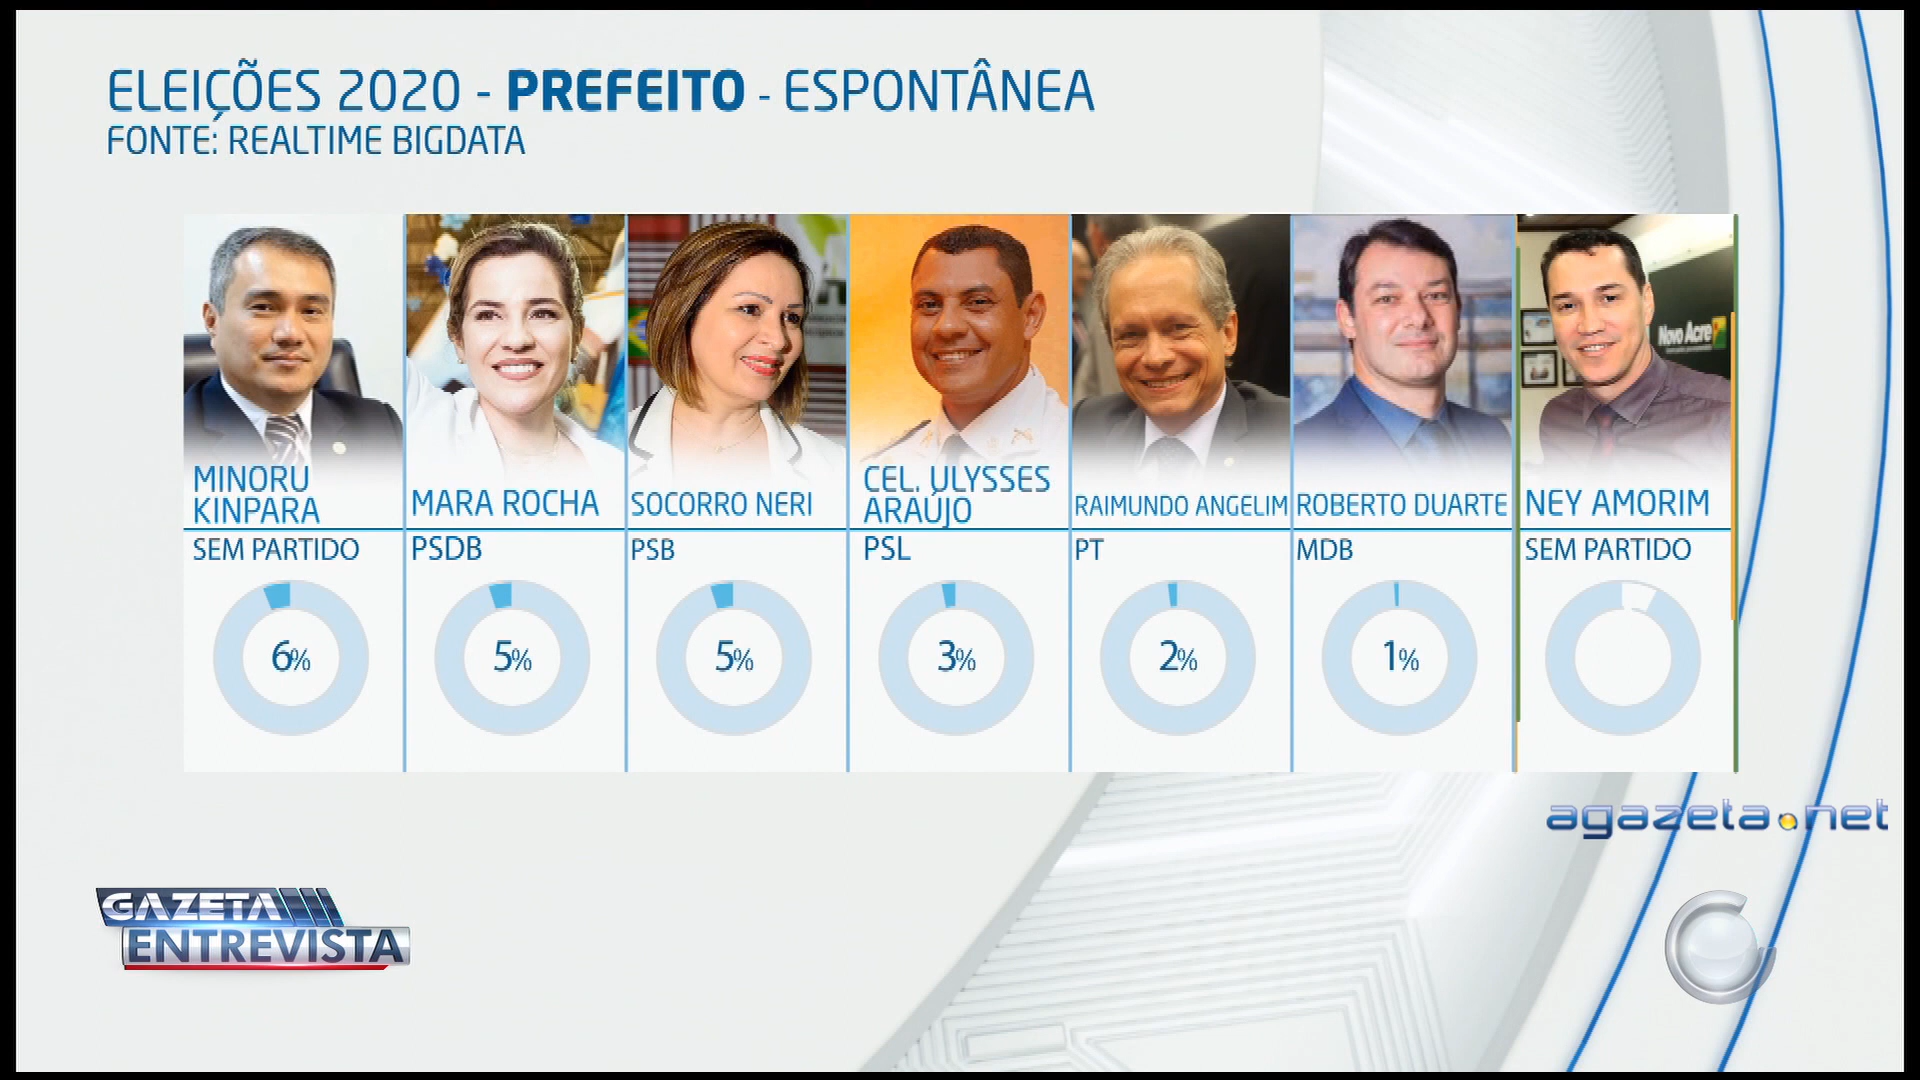 ELEIÇÕES 2020 - PREFEITO - ESPONTÂNEA
FONTE: REALTIME BIGDATA
Novo Acre
MINORU
KINPARA
MARA ROCHA
SOCORRO NERI
CEL. ULYSSES
ARAÚJO
RAIMUNDO ANGELIM
ROBERTO DUARTE
NEY AMORIM
SEM PARTIDO
PSDB
PSB
PSL
PT
MDB
SEM PARTIDO
6%
5%
5%
3%
2%
1%
agazeta.net
GAZETA
ENTREVISTA